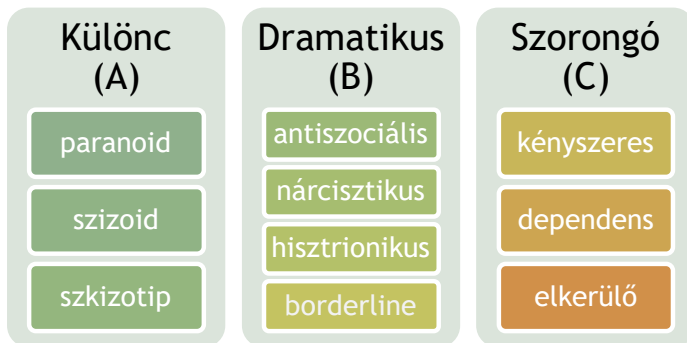 Különc
(A)
paranoid
szizoid
szkizotip
Dramatikus
(B)
antiszociális
nárcisztikus
hisztrionikus
borderline
Szorongó
(C)
kényszeres
dependens
elkerülő